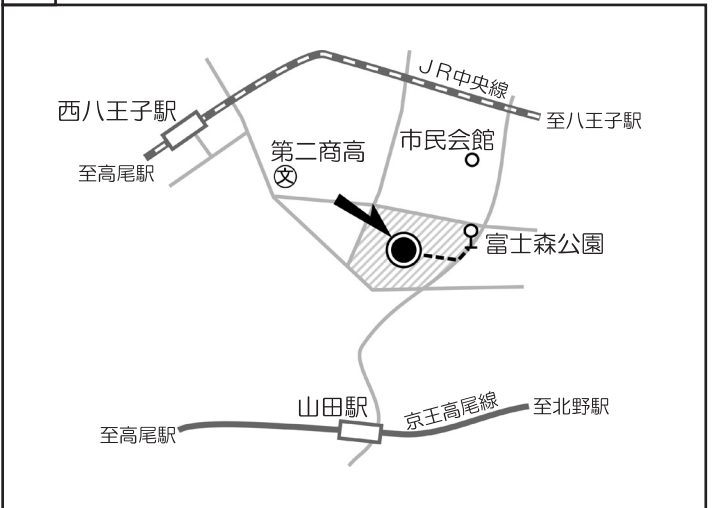 JR中央線
西八王子駅
至八王子駅
市民会館
第二商高
至高尾駅
文
富士森公園
山田駅
京王高尾線
至北野駅
至高尾駅